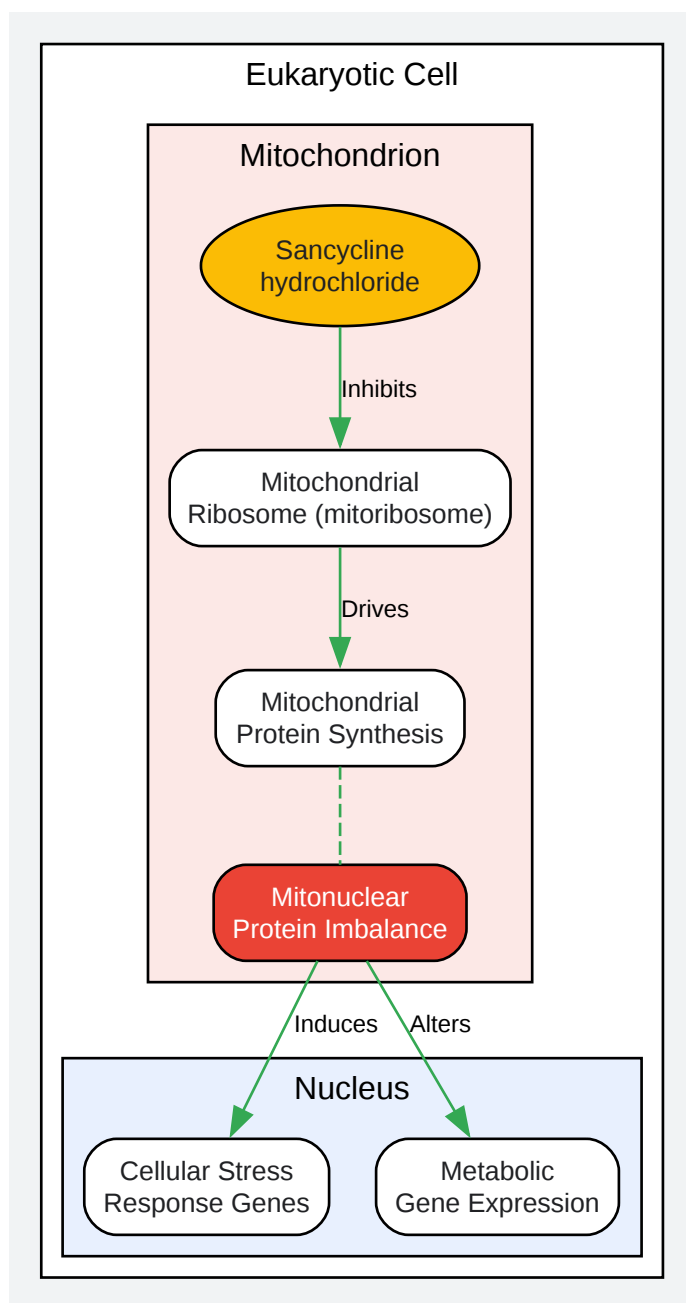 Eukaryotic Cell
Mitochondrion
Sancycline
hydrochloride
Inhibits
Mitochondrial
Ribosome (mitoribosome)
Drives
Mitochondrial
Protein Synthesis
Mitonuclear
Protein Imbalance
Induces
Alters
Nucleus
Cellular Stress
Response Genes
Metabolic
Gene Expression